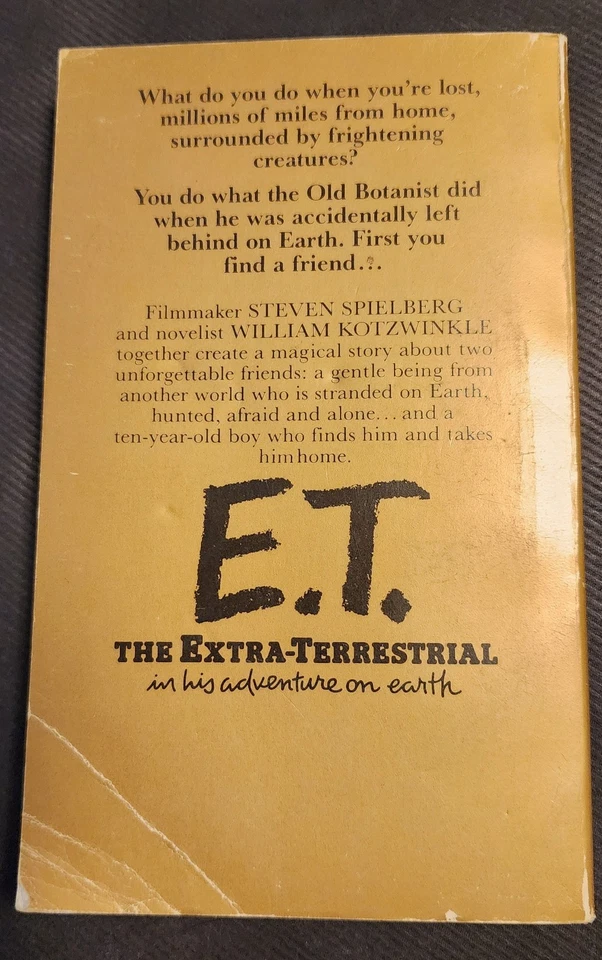 What do you do when you're lost,
millions of miles from home,
surrounded by frightening
creatures?
You do what the Old Botanist did
when he was accidentally left
behind on Earth. First you
find a friend...
Filmmaker STEVEN SPIELBERG
and novelist WILLIAM KOTZWINKLE
together create a magical story about two
unforgettable friends: a gentle being from
another world who is stranded on Earth,
hunted, afraid and alone... and a
ten-year-old boy who finds him and takes
him home.
E.T.
THE EXTRA-TERRESTRIAL
in his adventure on earth